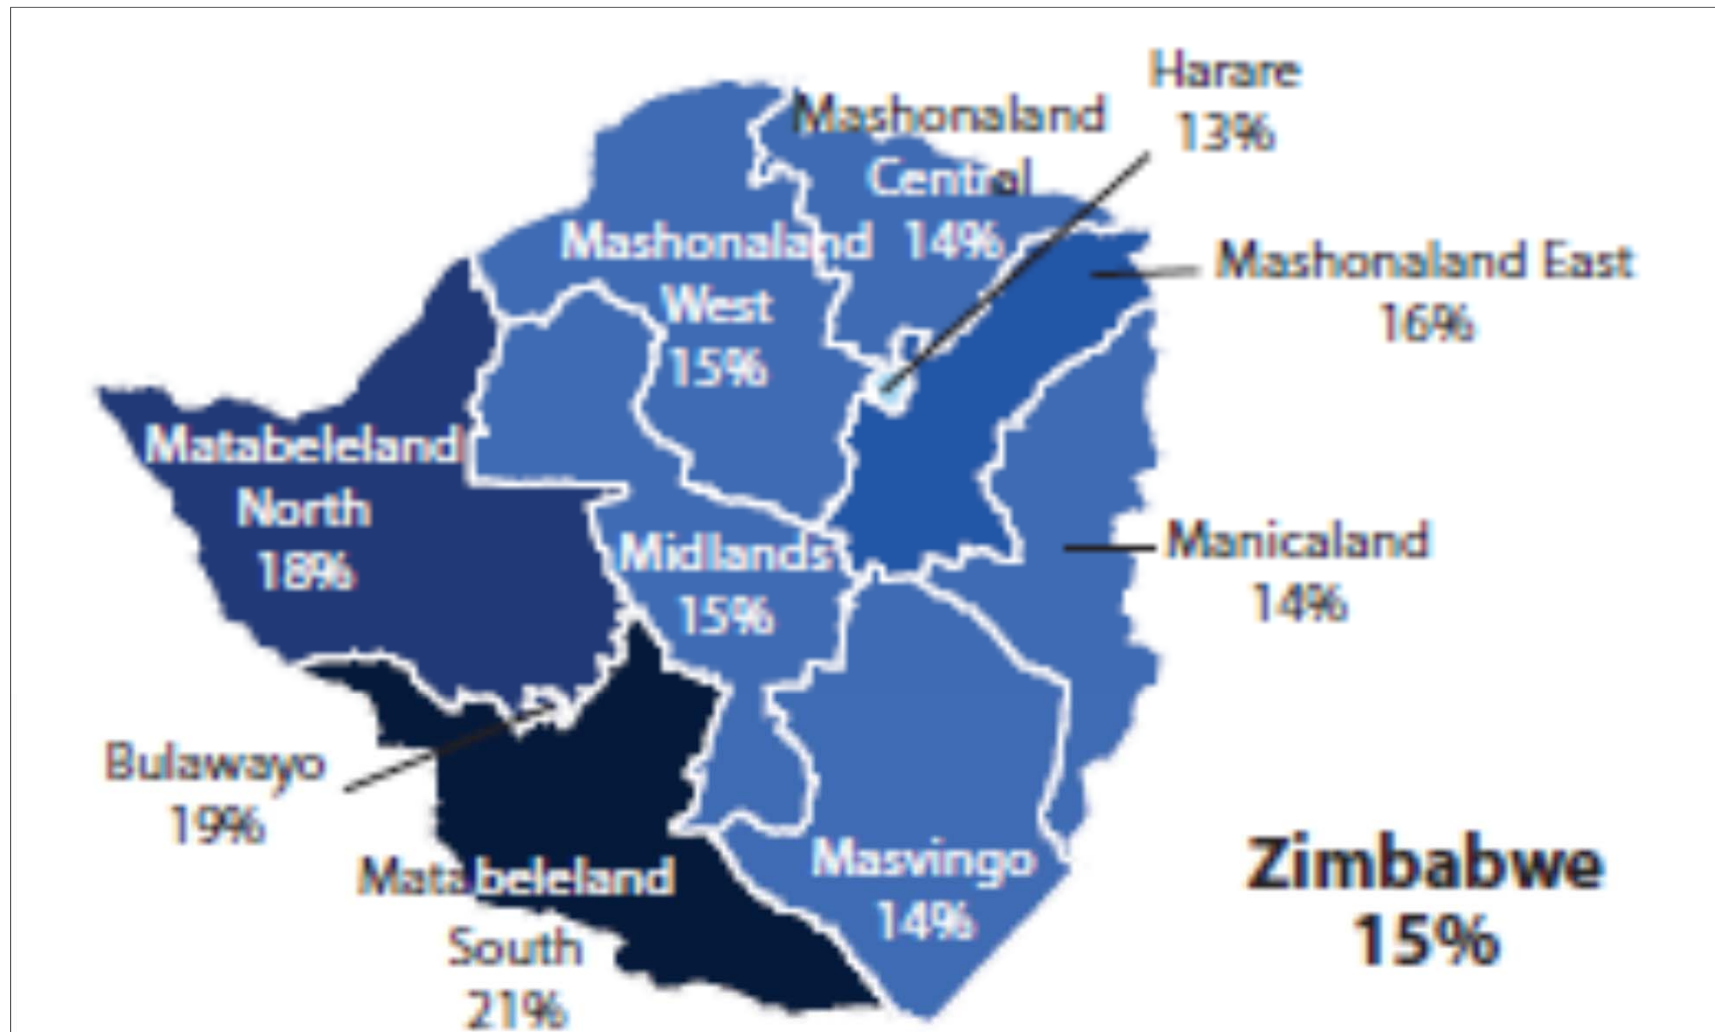 Harare
13%
Mashonaland
Central
14%
Mashonaland
West
15%
Mashonaland East
16%
Matabeleland
North
18%
Midlands
15%
Manicaland
14%
Bulawayo
19%
Matabeleland
South
21%
Masvingo
14%
Zimbabwe
15%